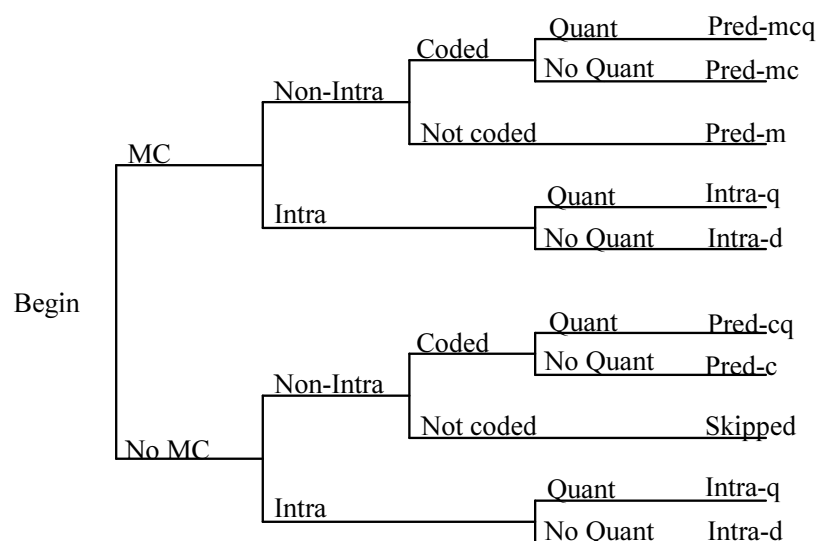 Quant Pred-mcq
Coded
No Quant Pred-mc
Non-Intra
Not coded Pred-m
MC
Quant Intra-q
Intra
No Quant Intra-d
Begin
Quant Pred-cq
Coded
No Quant Pred-c
Non-Intra
Not coded Skipped
No MC
Quant Intra-q
Intra
No Quant Intra-d